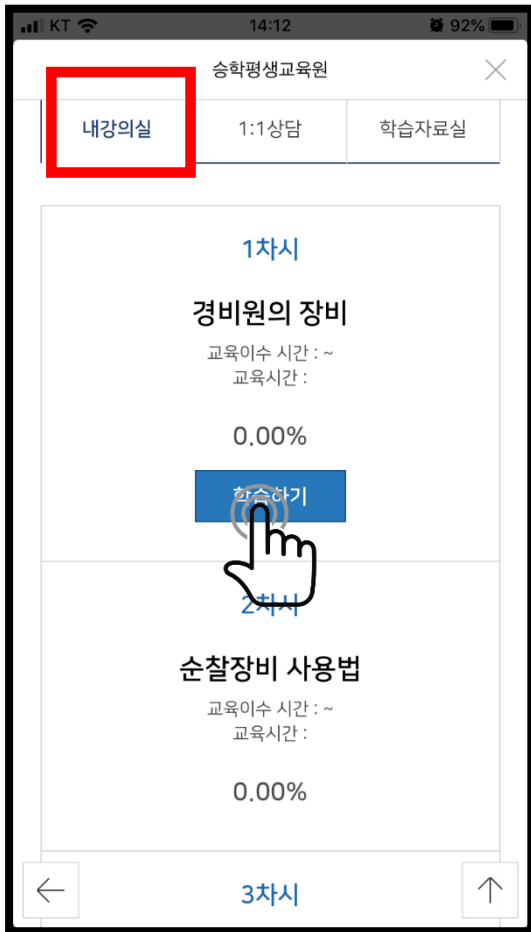 KT 14:12 92%
승학평생교육원
내강의실 1:1상담 학습자료실
1차시
경비원의 장비
교육이수 시간 : ~
교육시간 :
0.00%
학습하기
2차시
순찰장비 사용법
교육이수 시간 : ~
교육시간 :
0.00%
3차시